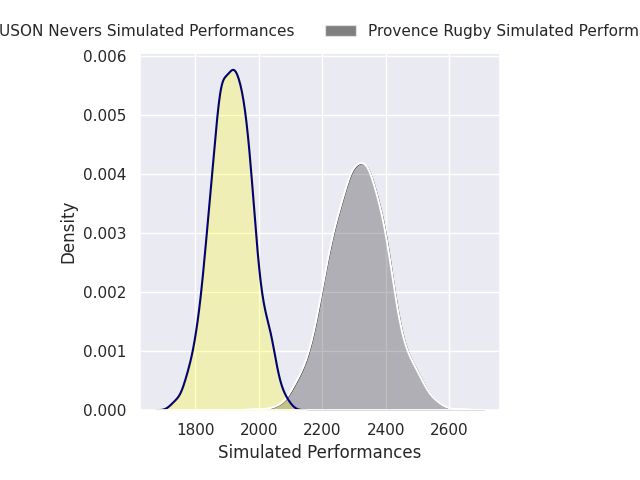 USON Nevers Simulated Performances
Provence Rugby Simulated Perform
0.006
0.005
0.004
0.003
0.002
0.001
0.000
Density
1800 2000 2200 2400 2600
Simulated Performances